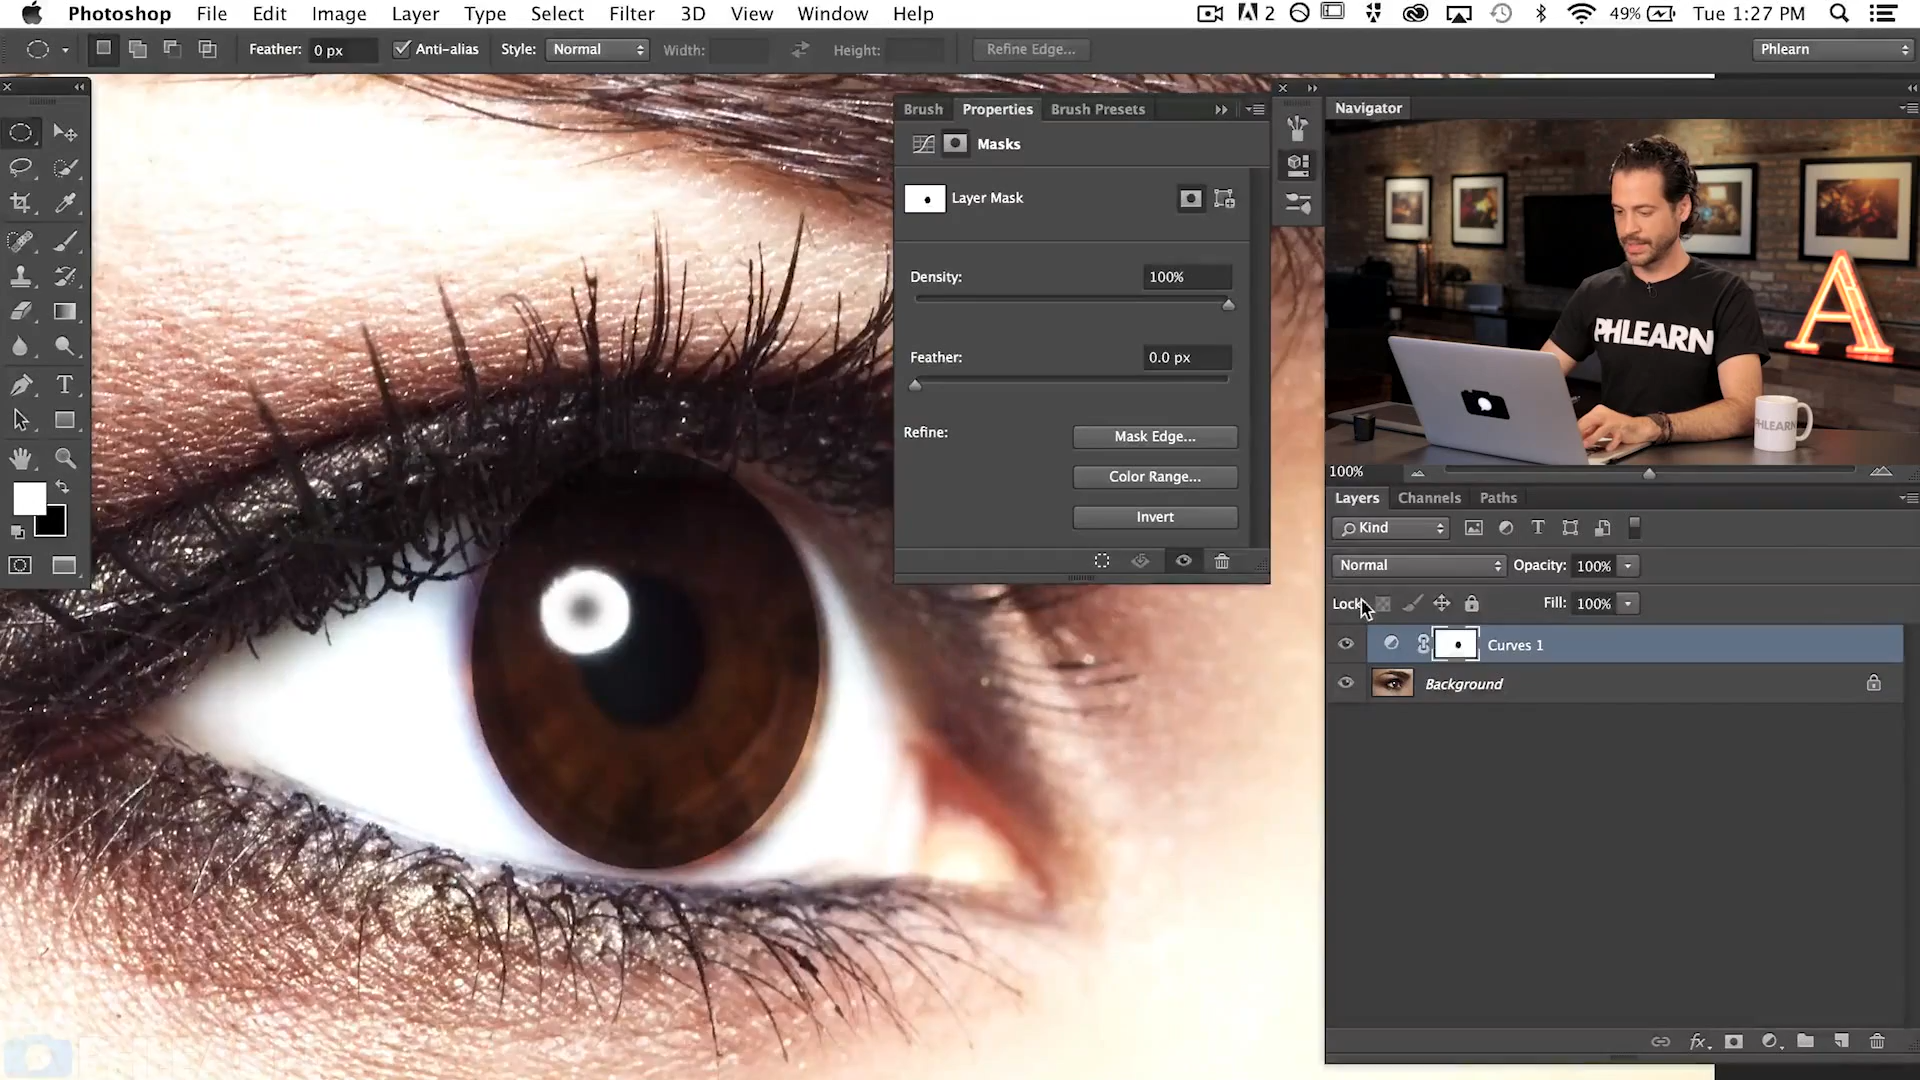 Photoshop File Edit Image Layer Type Select Filter 3D View Window Help 2 49% Tue 1:27 PM
Feather: 0 px Anti-alias Style: Normal Width: Height: Refine Edge... Phlearn
Brush Properties Brush Presets
Masks
Layer Mask
Density: 100%
Feather: 0.0 px
Refine:
Mask Edge...
Color Range...
Invert
Navigator
PHLEARN
PHLEARN
A
100%
Layers Channels Paths
Kind
Normal Opacity: 100%
Lock Fill: 100%
Curves 1
Background